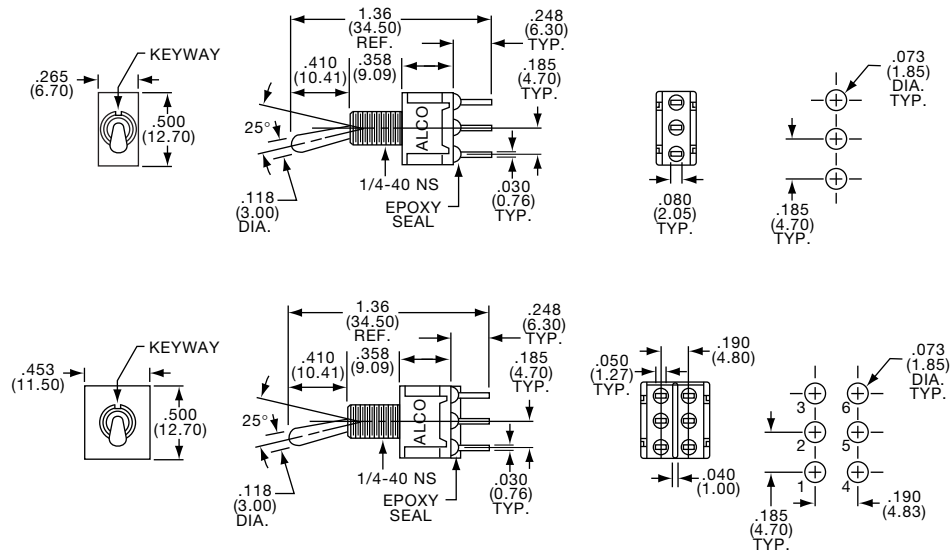 KEYWAY
.265
(6.70)
.500
(12.70)
1.36
(34.50)
REF.
.410
(10.41)
.358
(9.09)
.248
(6.30)
TYP.
.185
(4.70)
TYP.
25°
ALCO
.118
(3.00)
DIA.
1/4-40 NS
EPOXY
SEAL
.030
(0.76)
TYP.
.080
(2.05)
TYP.
.073
(1.85)
DIA.
TYP.
.185
(4.70)
TYP.
KEYWAY
.453
(11.50)
.500
(12.70)
1.36
(34.50)
REF.
.410
(10.41)
.358
(9.09)
.248
(6.30)
TYP.
.185
(4.70)
TYP.
25°
ALCO
.118
(3.00)
DIA.
1/4-40 NS
EPOXY
SEAL
.030
(0.76)
TYP.
.050
(1.27)
TYP.
.190
(4.80)
.040
(1.00)
.073
(1.85)
DIA.
TYP.
3 6
2 5
1 4
.185
(4.70)
TYP.
.190
(4.83)